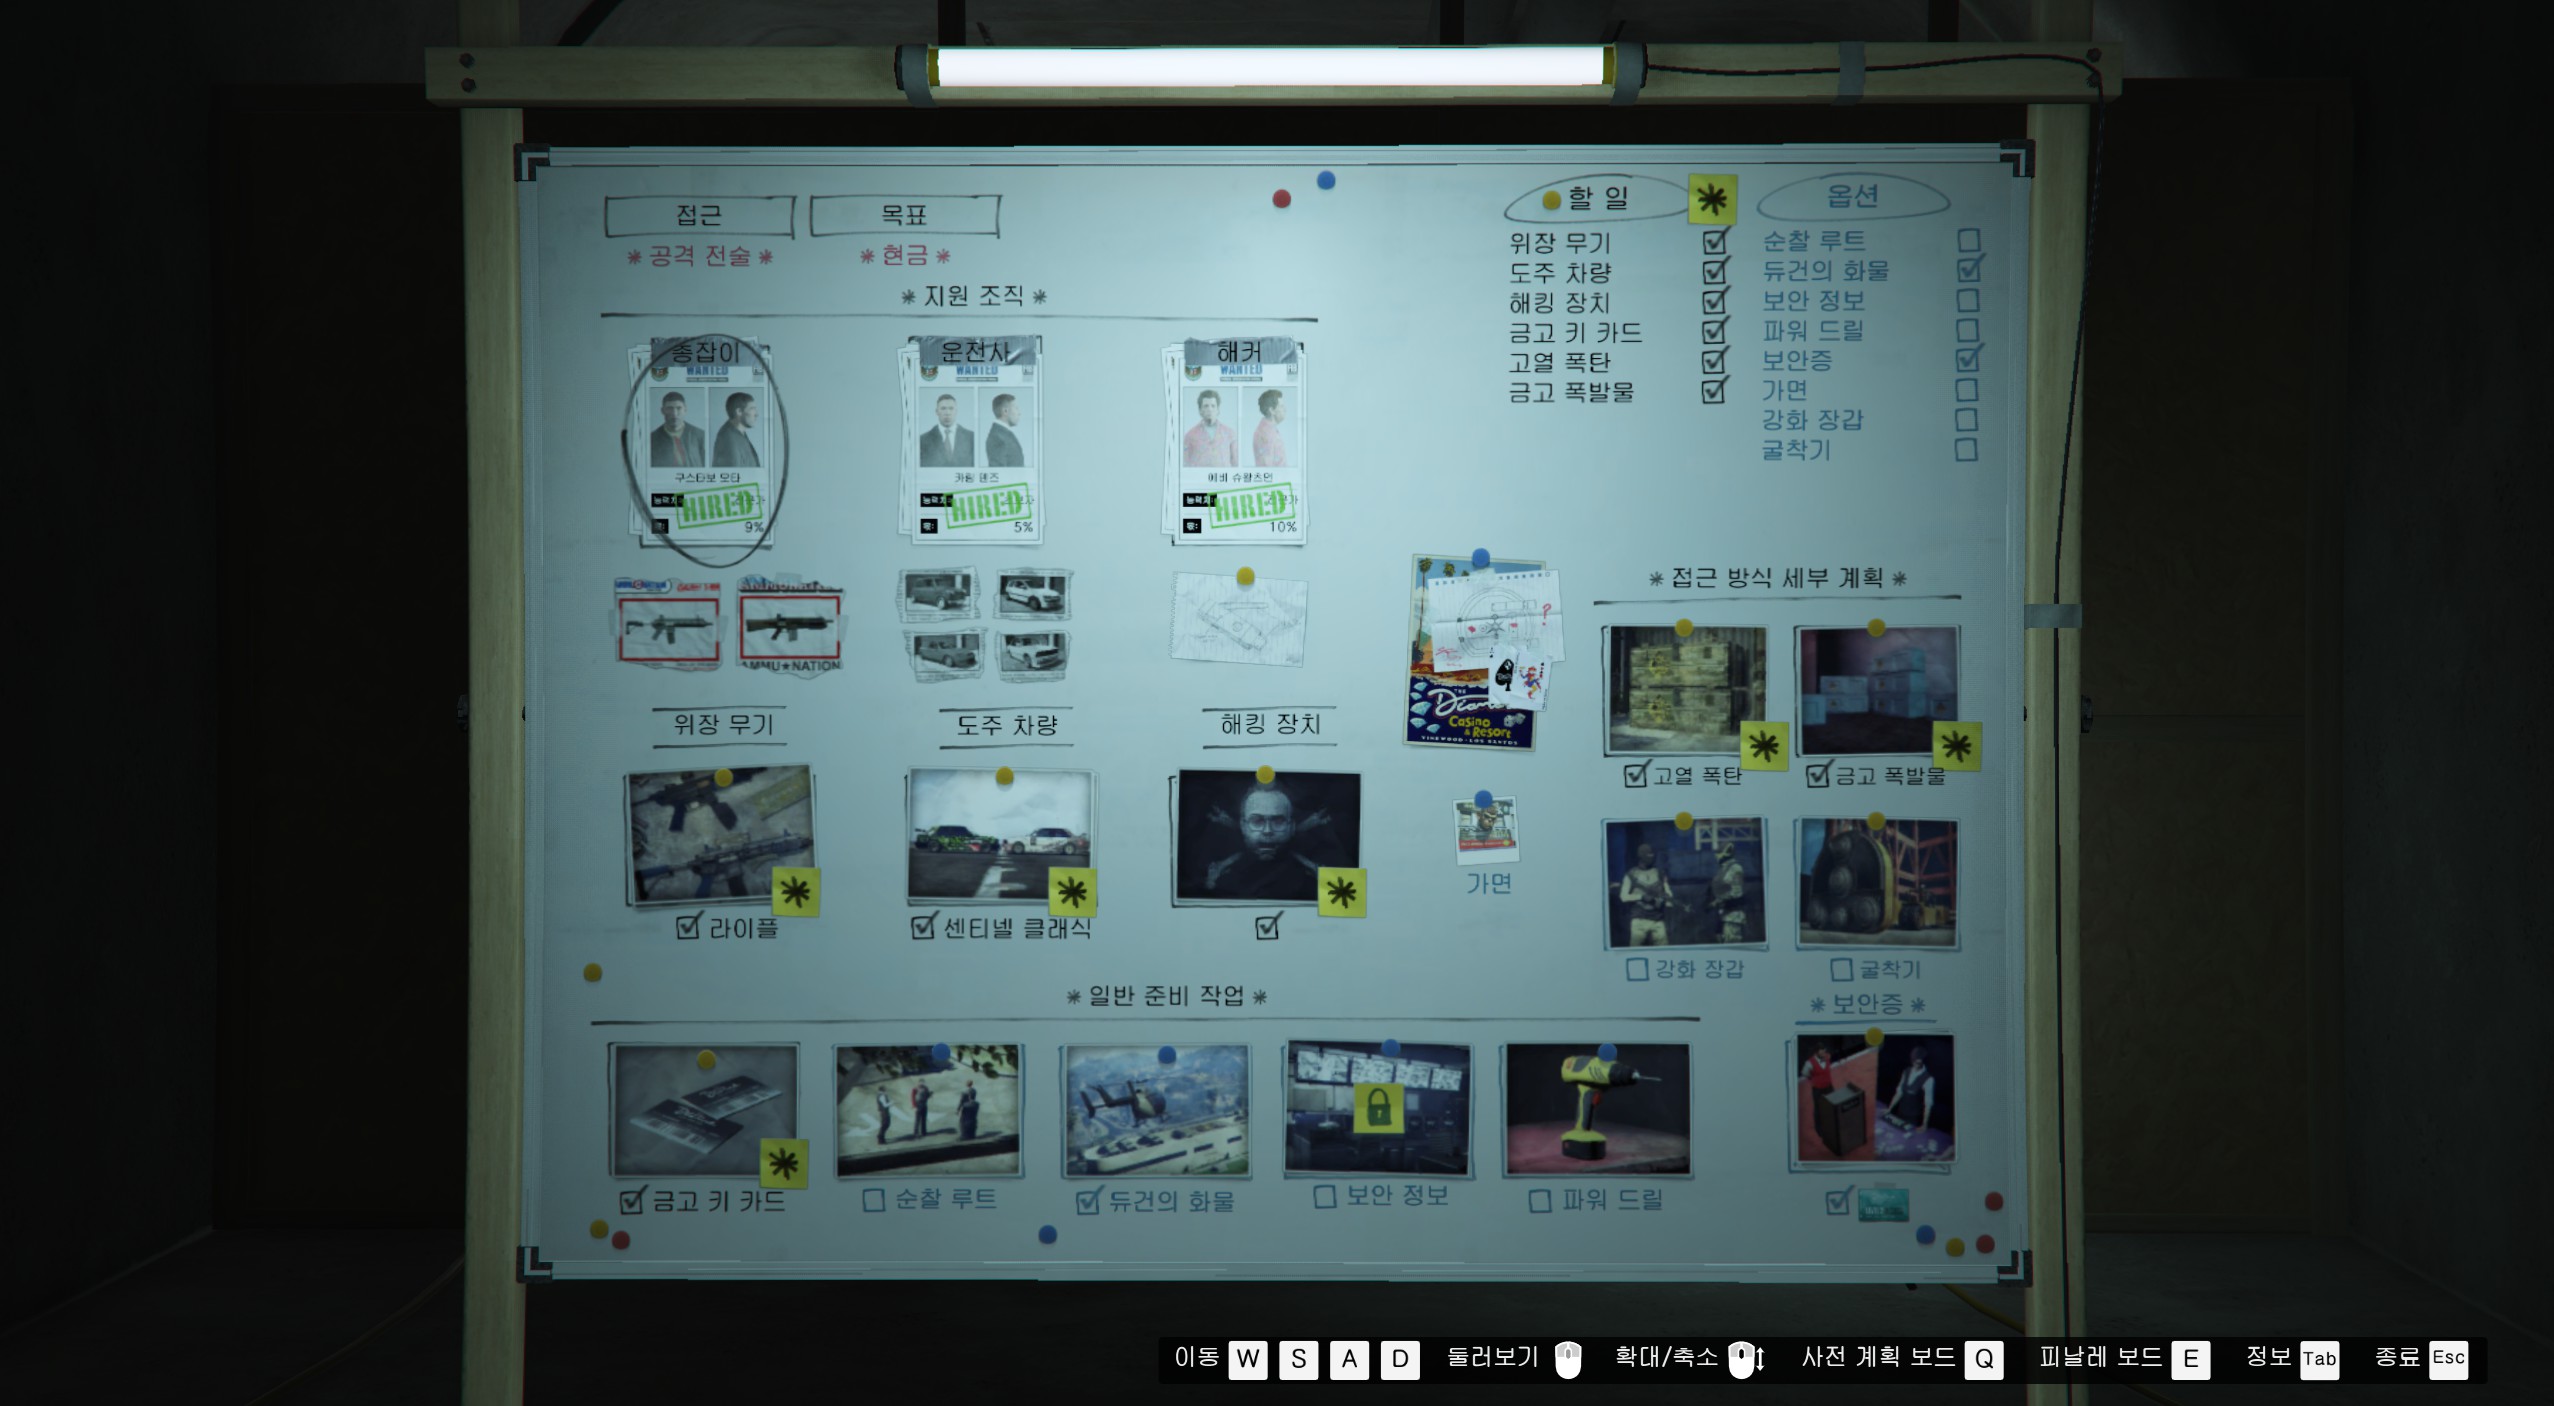 접근
목표
할 일
옵션
* 공격 전술 *
* 현금 *
위장 무기
도주 차량
해킹 장치
금고 키 카드
고열 폭탄
금고 폭발물
순찰 루트
듀건의 화물
보안 정보
파워 드릴
보안증
가면
강화 장갑
굴착기
* 지원 조직 *
총잡이
WANTED
구스타보 모타
HIRED
9%
운전사
WANTED
카림 덴즈
HIRED
5%
해커
WANTED
에비 슈왈츠먼
HIRED
10%
AMMU★NATION
위장 무기
도주 차량
해킹 장치
라이플
센티넬 클래식
?
THE
Diamond
Casino
& Resort
VINEWOOD · LOS SANTOS
가면
* 접근 방식 세부 계획 *
고열 폭탄
금고 폭발물
강화 장갑
굴착기
* 일반 준비 작업 *
금고 키 카드
순찰 루트
듀건의 화물
보안 정보
파워 드릴
* 보안증 *
이동 W S A D 둘러보기 확대/축소 사전 계획 보드 Q 피날레 보드 E 정보 Tab 종료 Esc